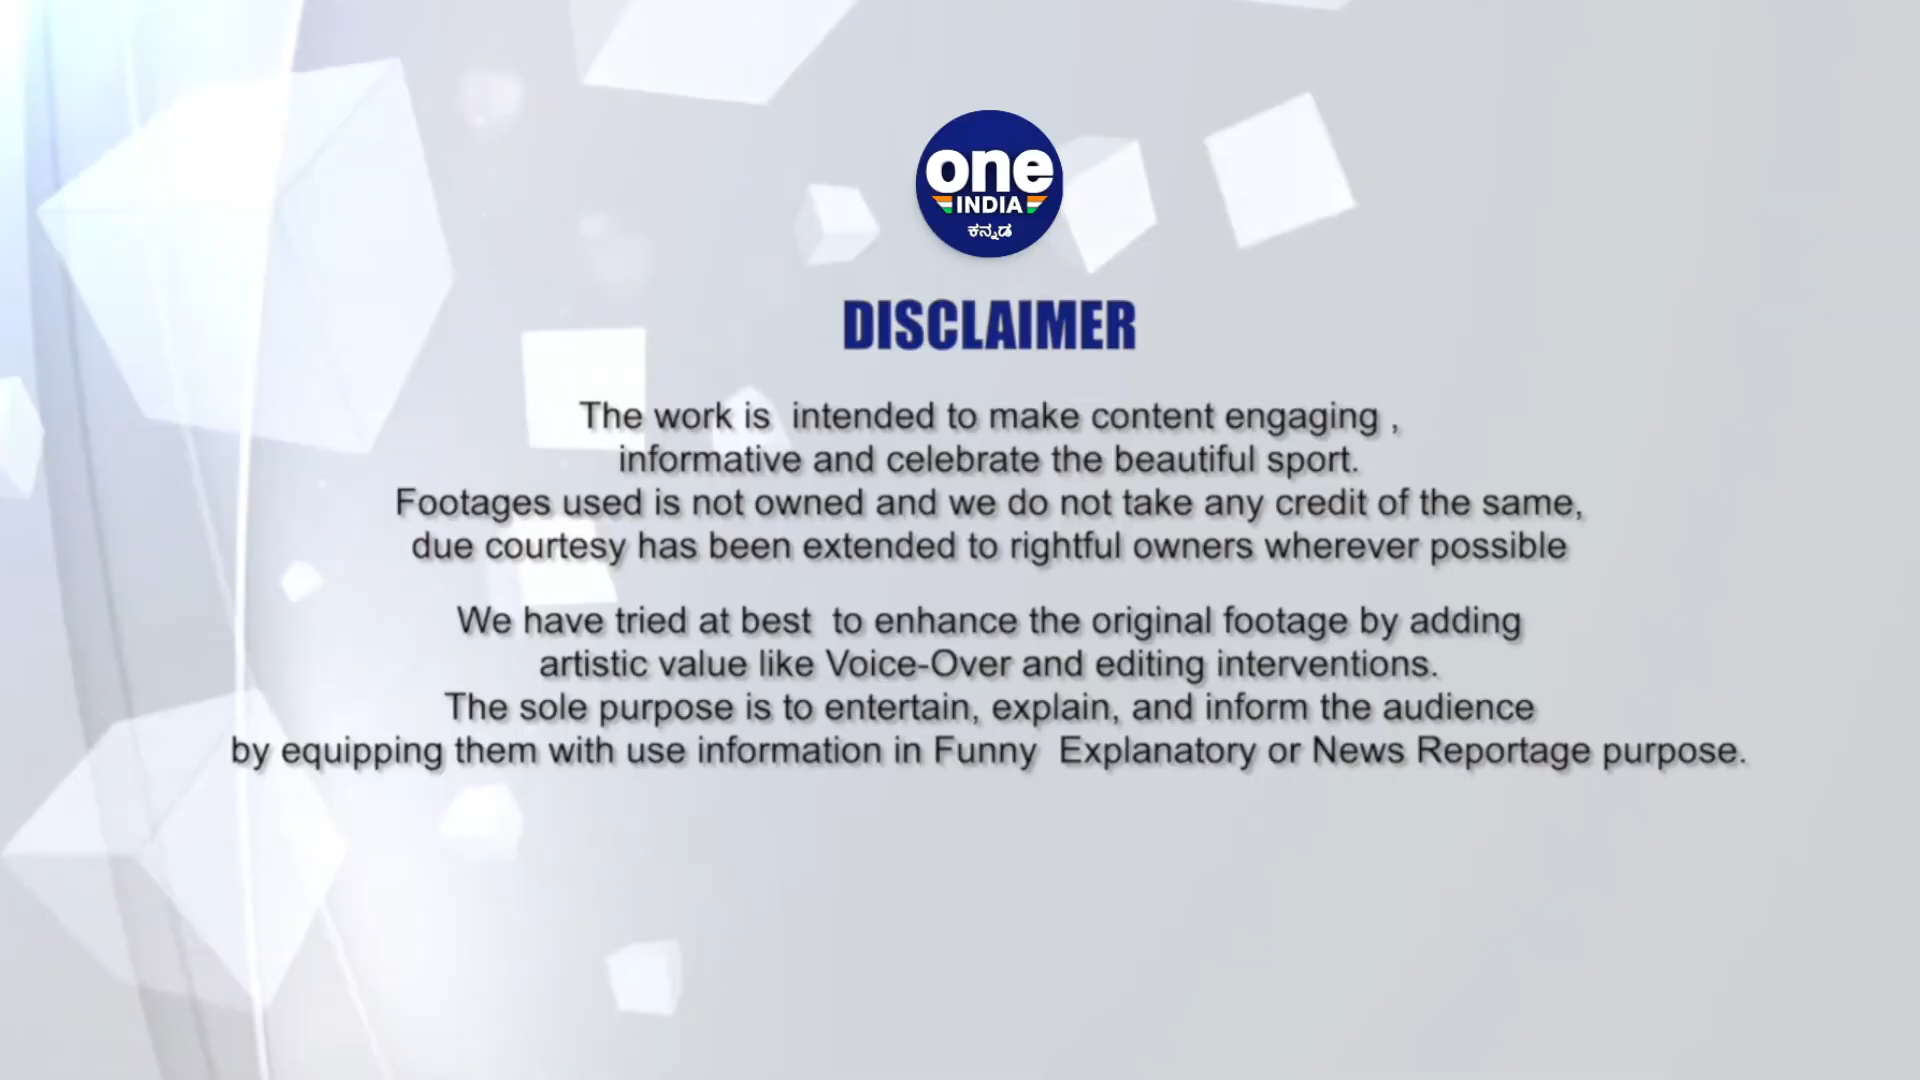 one
INDIA
ಕನ್ನಡ
DISCLAIMER
The work is intended to make content engaging ,
informative and celebrate the beautiful sport.
Footages used is not owned and we do not take any credit of the same,
due courtesy has been extended to rightful owners wherever possible
We have tried at best to enhance the original footage by adding
artistic value like Voice-Over and editing interventions.
The sole purpose is to entertain, explain, and inform the audience
by equipping them with use information in Funny Explanatory or News Reportage purpose.